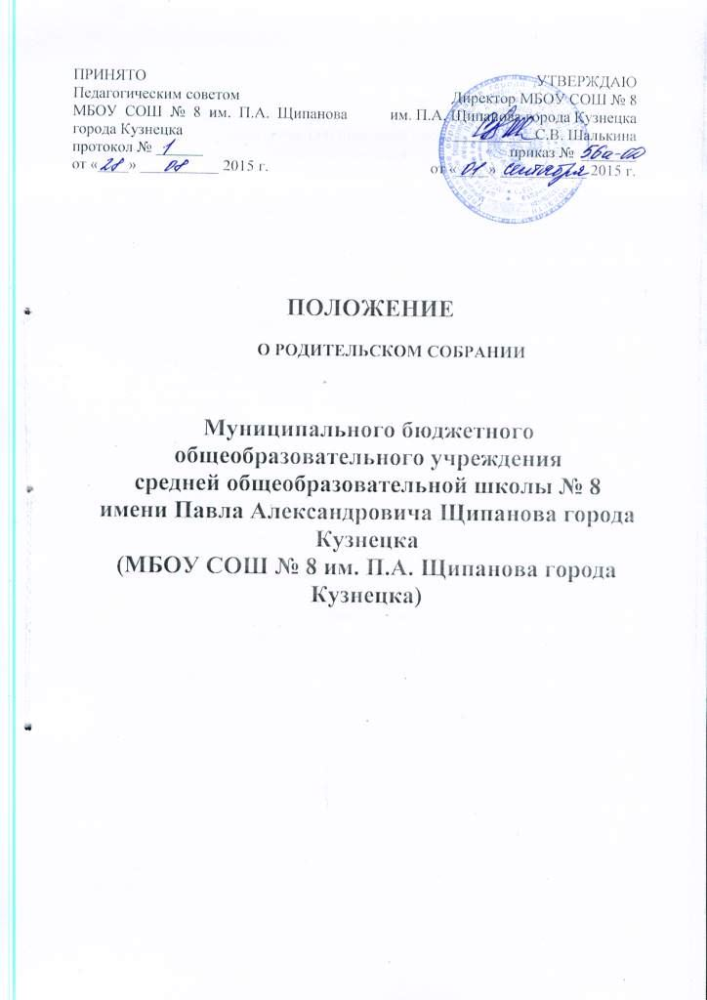 ПРИНЯТО
Педагогическим советом
МБОУ СОШ № 8 им. П.А. Щипанова
города Кузнецка
протокол № 1
от «28» 08 2015 г.
УТВЕРЖДАЮ
Директор МБОУ СОШ № 8
им. П.А. Щипанова города Кузнецка
С.В. Шалькина
приказ № 56а-од
от «01» сентября 2015 г.
ПОЛОЖЕНИЕ
О РОДИТЕЛЬСКОМ СОБРАНИИ
Муниципального бюджетного
общеобразовательного учреждения
средней общеобразовательной школы № 8
имени Павла Александровича Щипанова города
Кузнецка
(МБОУ СОШ № 8 им. П.А. Щипанова города
Кузнецка)